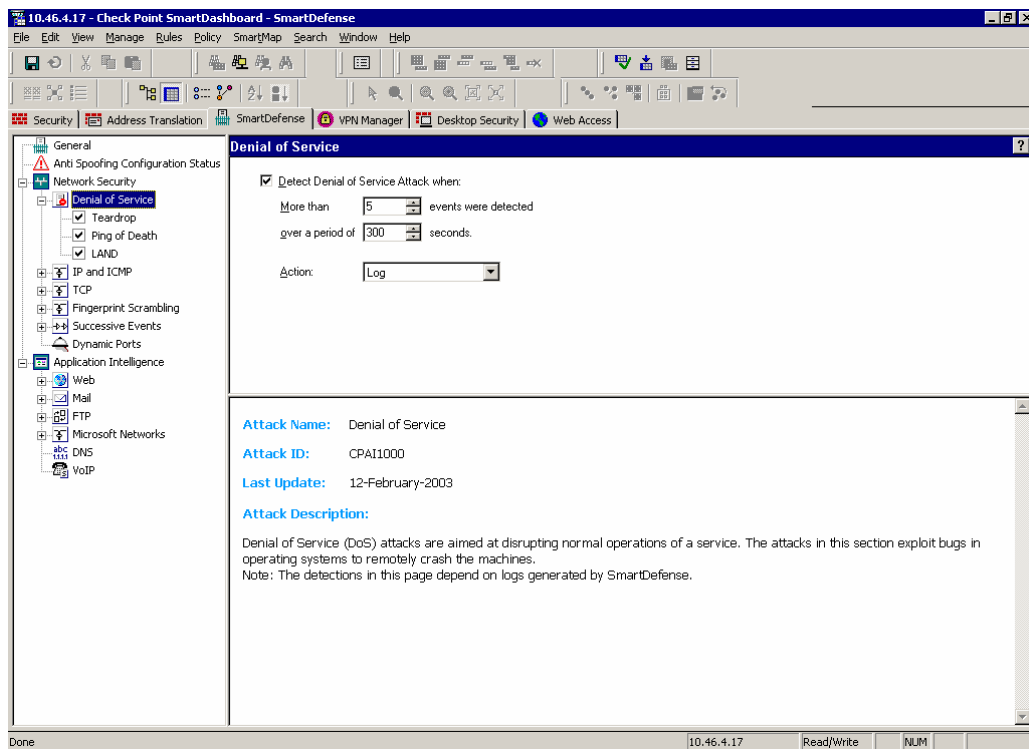 10.46.4.17 - Check Point SmartDashboard - SmartDefense
File Edit View Manage Rules Policy SmartMap Search Window Help
Security Address Translation SmartDefense VPN Manager Desktop Security Web Access
General
Anti Spoofing Configuration Status
Network Security
Denial of Service
Teardrop
Ping of Death
LAND
IP and ICMP
TCP
Fingerprint Scrambling
Successive Events
Dynamic Ports
Application Intelligence
Web
Mail
FTP
Microsoft Networks
DNS
VoIP
Denial of Service ?
Detect Denial of Service Attack when:
More than 5 events were detected
over a period of 300 seconds.
Action: Log
Attack Name: Denial of Service
Attack ID: CPAI1000
Last Update: 12-February-2003
Attack Description:
Denial of Service (DoS) attacks are aimed at disrupting normal operations of a service. The attacks in this section exploit bugs in
operating systems to remotely crash the machines.
Note: The detections in this page depend on logs generated by SmartDefense.
Done 10.46.4.17 Read/Write NUM